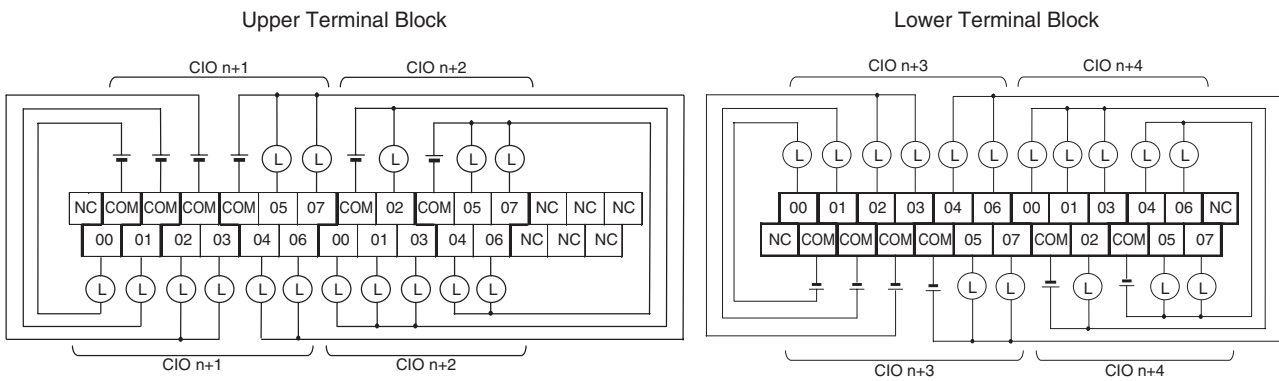 Upper Terminal Block
Lower Terminal Block
CIO n+1 CIO n+2
CIO n+3 CIO n+4
L L L L L
L L L L L L L L L L L
NC COM COM COM COM 05 07 COM 02 COM 05 07 NC NC NC
00 01 02 03 04 06 00 01 03 04 06 NC NC NC
00 01 02 03 04 06 00 01 03 04 06 NC
NC COM COM COM COM 05 07 COM 02 COM 05 07
L L L L L L L L L L L
L L L L L
CIO n+1 CIO n+2
CIO n+3 CIO n+4